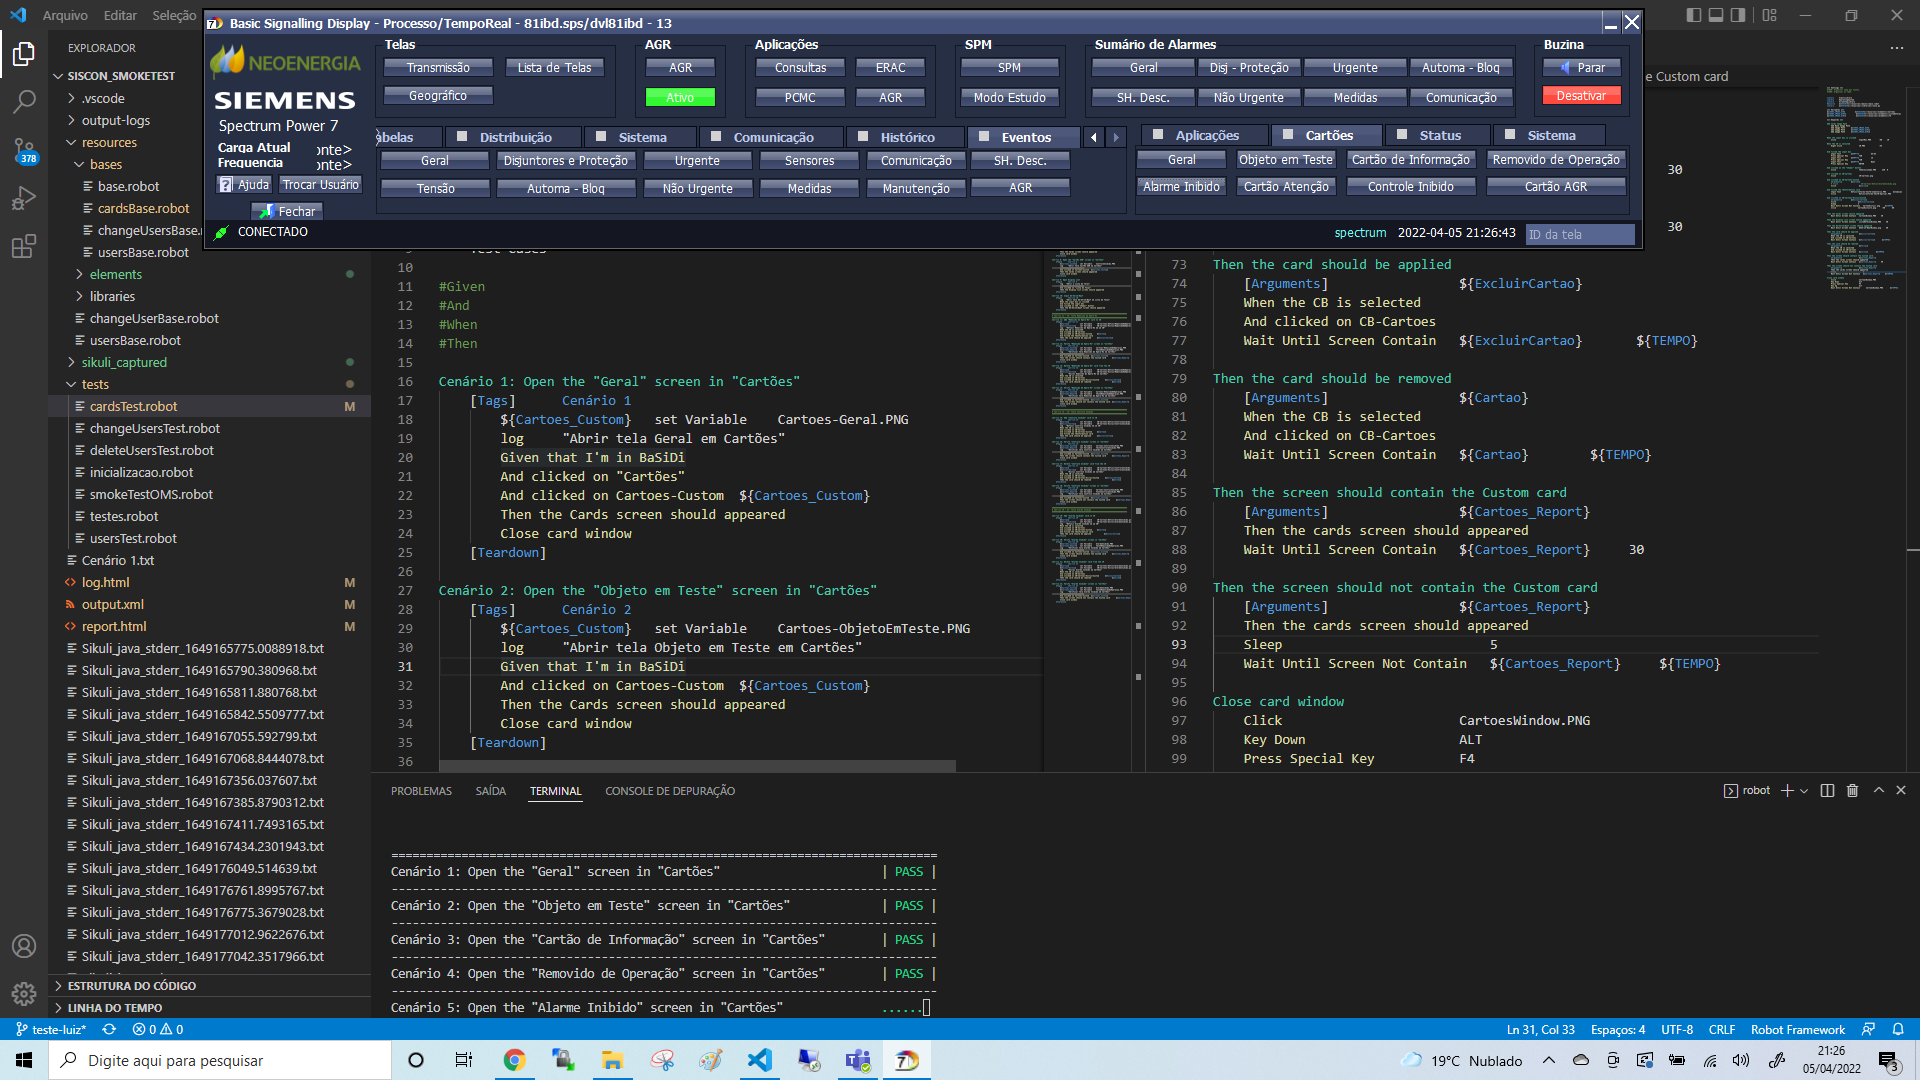 Arquivo Editar Seleção
Basic Signalling Display - Processo/TempoReal - 81ibd.sps/dvl81ibd - 13
NEOENERGIA
SIEMENS
Spectrum Power 7
Carga Atual
Frequencia
onte>
onte>
Ajuda
Trocar Usuário
Fechar
Telas
Transmissão
Lista de Telas
Geográfico
AGR
AGR
Ativo
Aplicações
Consultas
ERAC
PCMC
AGR
SPM
SPM
Modo Estudo
Sumário de Alarmes
Geral
Disj - Proteção
Urgente
Automa - Bloq
SH. Desc.
Não Urgente
Medidas
Comunicação
Buzina
Parar
Desativar
abelas
Distribuição
Sistema
Comunicação
Histórico
Eventos
Geral
Disjuntores e Proteção
Urgente
Sensores
Comunicação
SH. Desc.
Tensão
Automa - Bloq
Não Urgente
Medidas
Manutenção
AGR
Aplicações
Cartões
Status
Sistema
Geral
Objeto em Teste
Cartão de Informação
Removido de Operação
Alarme Inibido
Cartão Atenção
Controle Inibido
Cartão AGR
CONECTADO
spectrum 2022-04-05 21:26:43 ID da tela
e Custom card
30
30
378
EXPLORADOR
SISCON_SMOKETEST
.vscode
output-logs
resources
bases
base.robot
cardsBase.robot
changeUsersBase.
usersBase.robot
elements
libraries
changeUserBase.robot
usersBase.robot
sikuli_captured
tests
cardsTest.robot M
changeUsersTest.robot
deleteUsersTest.robot
inicializacao.robot
smokeTestOMS.robot
testes.robot
usersTest.robot
Cenário 1.txt
log.html M
output.xml M
report.html M
Sikuli_java_stderr_1649165775.0088918.txt
Sikuli_java_stderr_1649165790.380968.txt
Sikuli_java_stderr_1649165811.880768.txt
Sikuli_java_stderr_1649165842.5509777.txt
Sikuli_java_stderr_1649167055.592799.txt
Sikuli_java_stderr_1649167068.8444078.txt
Sikuli_java_stderr_1649167356.037607.txt
Sikuli_java_stderr_1649167385.8790312.txt
Sikuli_java_stderr_1649167411.7493165.txt
Sikuli_java_stderr_1649167434.2301943.txt
Sikuli_java_stderr_1649176049.514639.txt
Sikuli_java_stderr_1649176761.8995767.txt
Sikuli_java_stderr_1649176775.3679028.txt
Sikuli_java_stderr_1649177012.9622676.txt
Sikuli_java_stderr_1649177042.3517966.txt
ESTRUTURA DO CÓDIGO
LINHA DO TEMPO
10
11 #Given
12 #And
13 #When
14 #Then
15
16 Cenário 1: Open the "Geral" screen in "Cartões"
17 [Tags] Cenário 1
18 ${Cartoes_Custom} set Variable Cartoes-Geral.PNG
19 log "Abrir tela Geral em Cartões"
20 Given that I'm in BaSiDi
21 And clicked on "Cartões"
22 And clicked on Cartoes-Custom ${Cartoes_Custom}
23 Then the Cards screen should appeared
24 Close card window
25 [Teardown]
26
27 Cenário 2: Open the "Objeto em Teste" screen in "Cartões"
28 [Tags] Cenário 2
29 ${Cartoes_Custom} set Variable Cartoes-ObjetoEmTeste.PNG
30 log "Abrir tela Objeto em Teste em Cartões"
31 Given that I'm in BaSiDi
32 And clicked on Cartoes-Custom ${Cartoes_Custom}
33 Then the Cards screen should appeared
34 Close card window
35 [Teardown]
36
73 Then the card should be applied
74 [Arguments] ${ExcluirCartao}
75 When the CB is selected
76 And clicked on CB-Cartoes
77 Wait Until Screen Contain ${ExcluirCartao} ${TEMPO}
78
79 Then the card should be removed
80 [Arguments] ${Cartao}
81 When the CB is selected
82 And clicked on CB-Cartoes
83 Wait Until Screen Contain ${Cartao} ${TEMPO}
84
85 Then the screen should contain the Custom card
86 [Arguments] ${Cartoes_Report}
87 Then the cards screen should appeared
88 Wait Until Screen Contain ${Cartoes_Report} 30
89
90 Then the screen should not contain the Custom card
91 [Arguments] ${Cartoes_Report}
92 Then the cards screen should appeared
93 Sleep 5
94 Wait Until Screen Not Contain ${Cartoes_Report} ${TEMPO}
95
96 Close card window
97 Click CartoesWindow.PNG
98 Key Down ALT
99 Press Special Key F4
PROBLEMAS SAÍDA TERMINAL CONSOLE DE DEPURAÇÃO
robot
==============================================================================
Cenário 1: Open the "Geral" screen in "Cartões" | PASS |
------------------------------------------------------------------------------
Cenário 2: Open the "Objeto em Teste" screen in "Cartões" | PASS |
------------------------------------------------------------------------------
Cenário 3: Open the "Cartão de Informação" screen in "Cartões" | PASS |
------------------------------------------------------------------------------
Cenário 4: Open the "Removido de Operação" screen in "Cartões" | PASS |
------------------------------------------------------------------------------
Cenário 5: Open the "Alarme Inibido" screen in "Cartões" ......
teste-luiz* 0 0
Ln 31, Col 33 Espaços: 4 UTF-8 CRLF Robot Framework
Digite aqui para pesquisar
19°C Nublado
21:26
05/04/2022
3